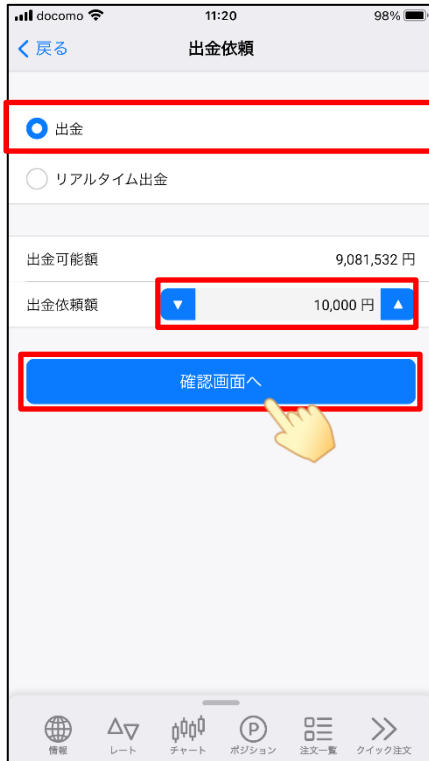 docomo 11:20 98%
戻る 出金依頼
出金
リアルタイム出金
出金可能額 9,081,532 円
出金依頼額 ▼ 10,000 円 ▲
確認画面へ
P
情報 レート チャート ポジション 注文一覧 クイック注文